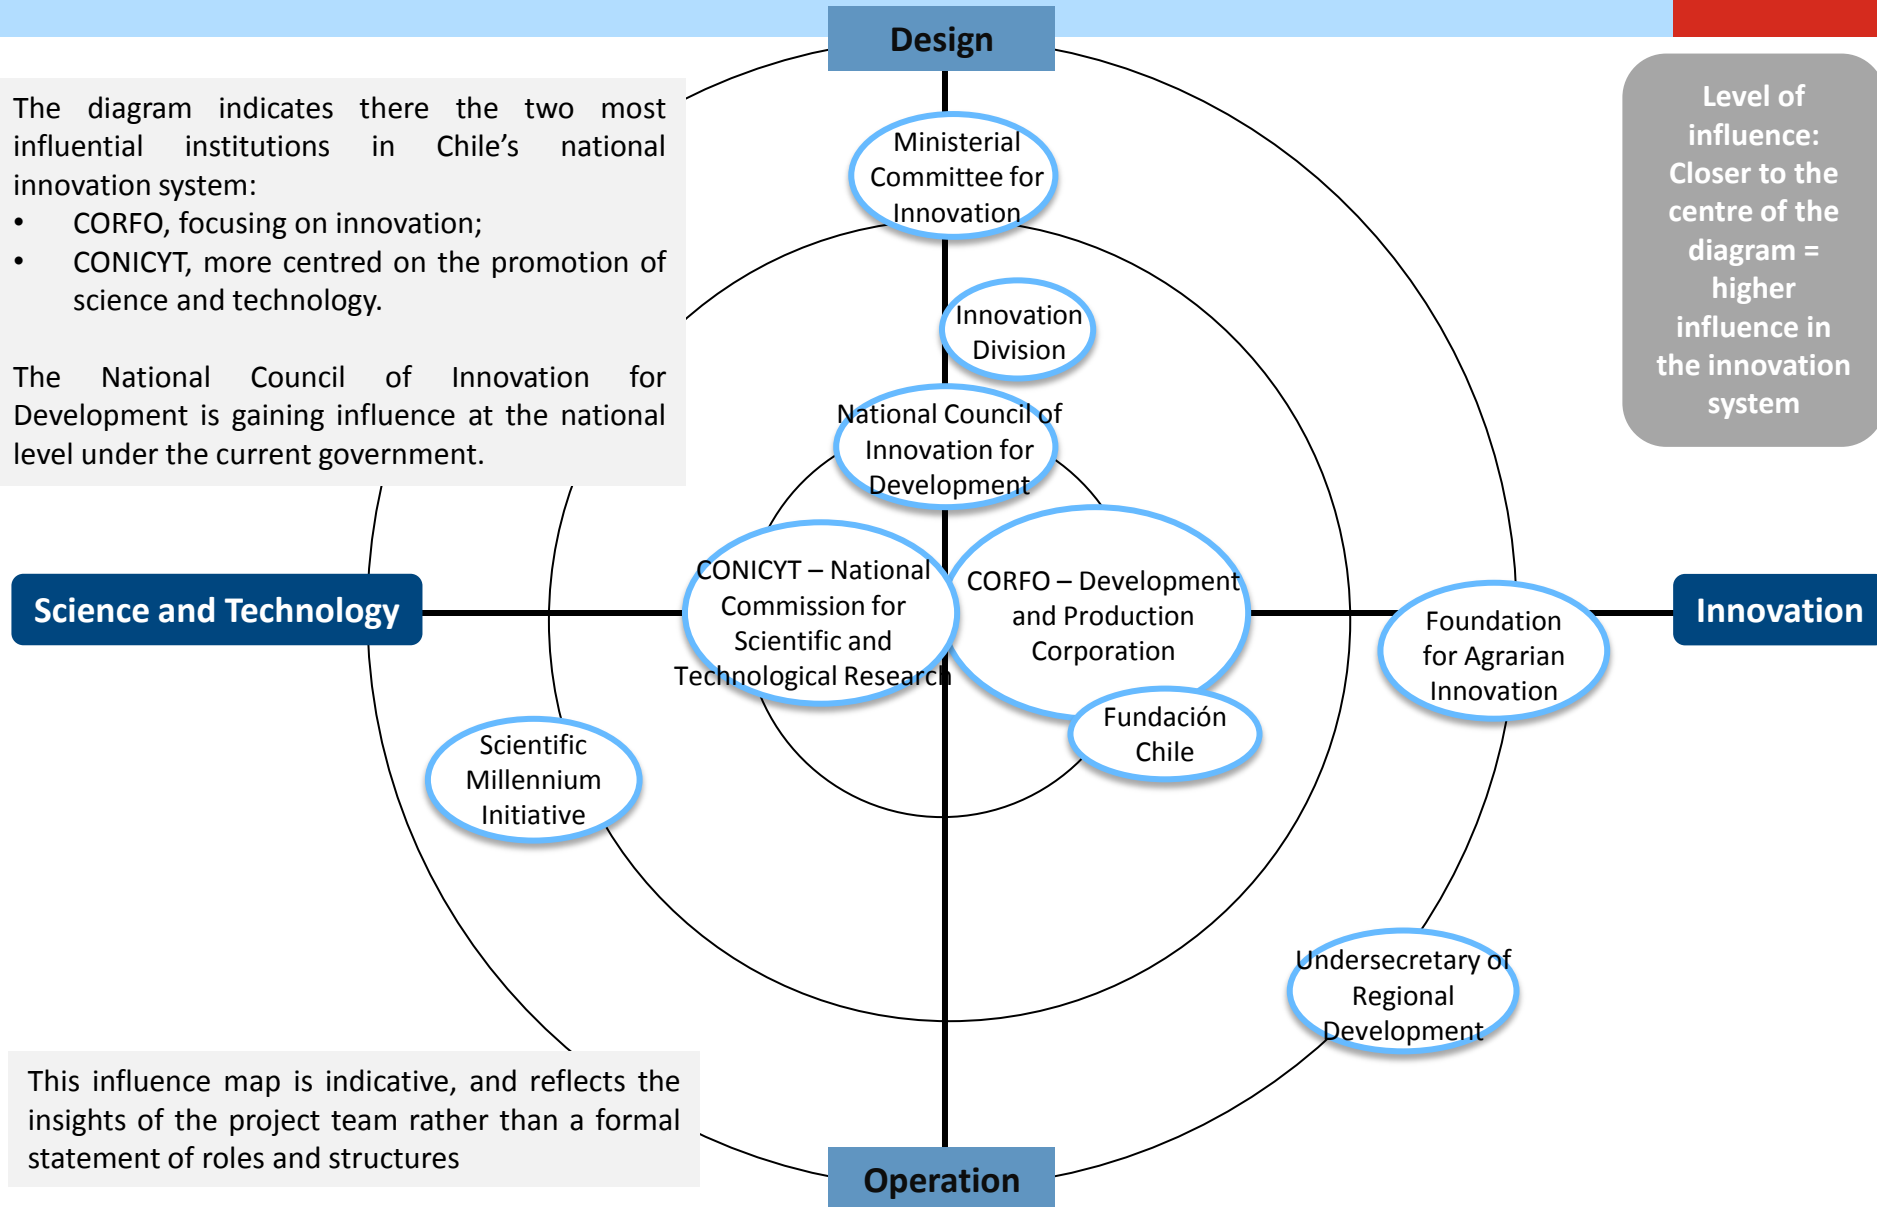 Design
The diagram indicates there the two most
influential institutions in Chile's national
innovation system:
• CORFO, focusing on innovation;
• CONICYT, more centred on the promotion of
science and technology.
The National Council of Innovation for
Development is gaining influence at the national
level under the current government.
Level of
influence:
Closer to the
centre of the
diagram =
higher
influence in
the innovation
system
Ministerial
Committee for
Innovation
Innovation
Division
National Council of
Innovation for
Development
Science and Technology
CONICYT – National
Commission for
Scientific and
Technological Research
CORFO – Development
and Production
Corporation
Foundation
for Agrarian
Innovation
Innovation
Fundación
Chile
Scientific
Millennium
Initiative
Undersecretary of
Regional
Development
This influence map is indicative, and reflects the
insights of the project team rather than a formal
statement of roles and structures
Operation